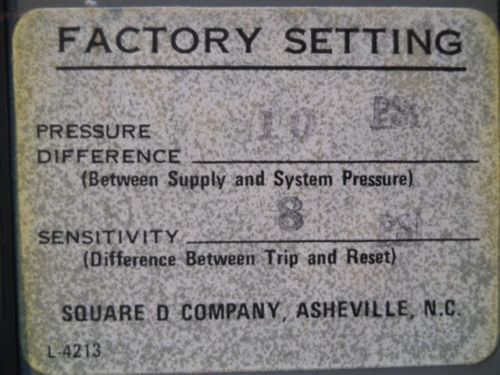 FACTORY SETTING
PRESSURE
DIFFERENCE 10 PSI
(Between Supply and System Pressure)
SENSITIVITY 8 PSI
(Difference Between Trip and Reset)
SQUARE D COMPANY, ASHEVILLE, N.C.
L-4213